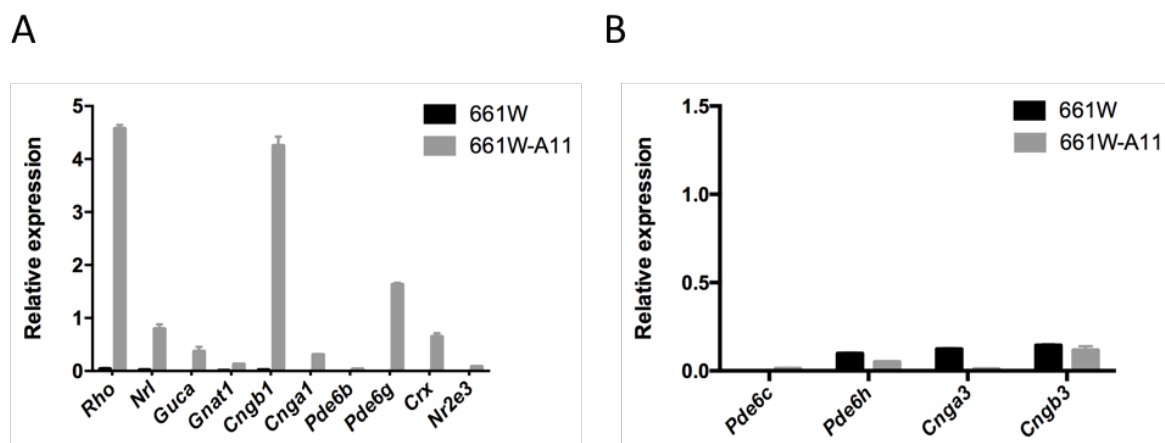 A
B
5
4
3
2
1
0
Relative expression
661W
661W-A11
Rho
Nrl
Guca
Gnat1
Cngb1
Cnga1
Pde6b
Pde6g
Crx
Nr2e3
1.5
1.0
0.5
0.0
Relative expression
661W
661W-A11
Pde6c
Pde6h
Cnga3
Cngb3